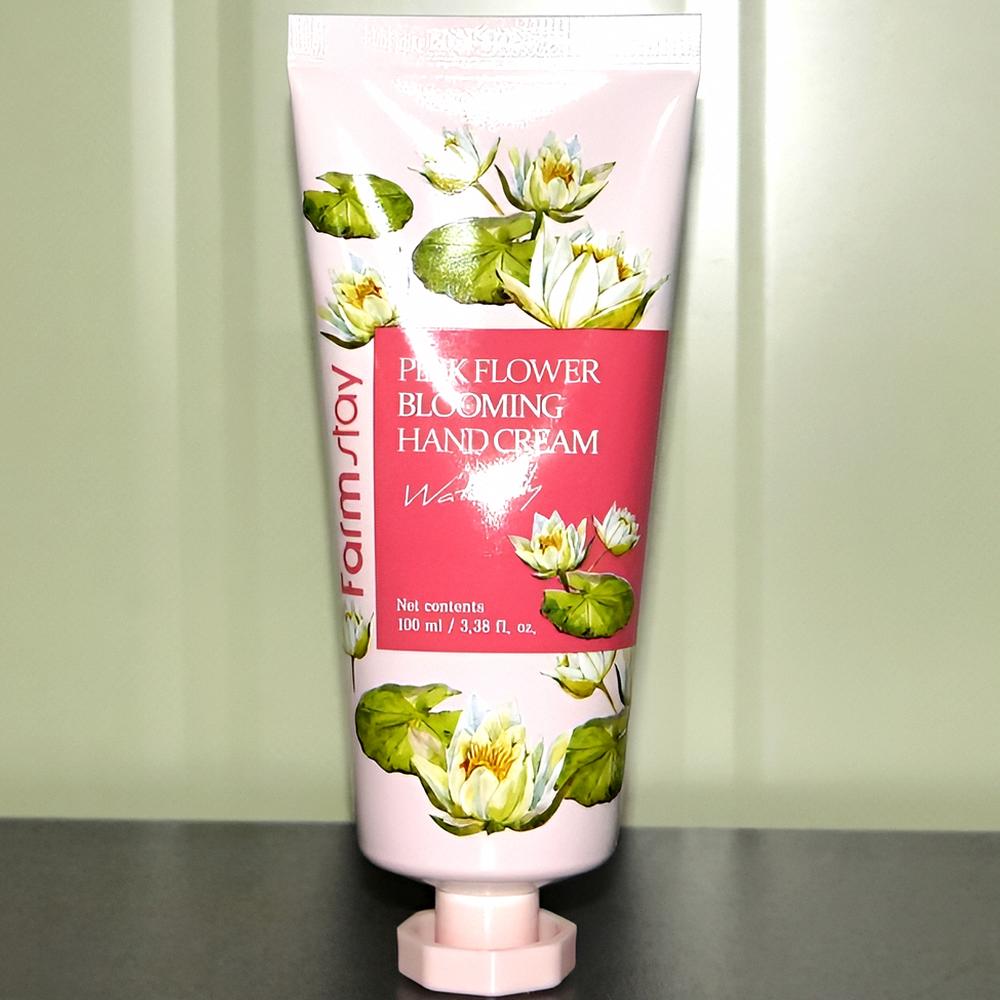 Farmstay
PINK FLOWER
BLOOMING
HAND CREAM
Net contents
100 ml / 3,38 fl, oz,